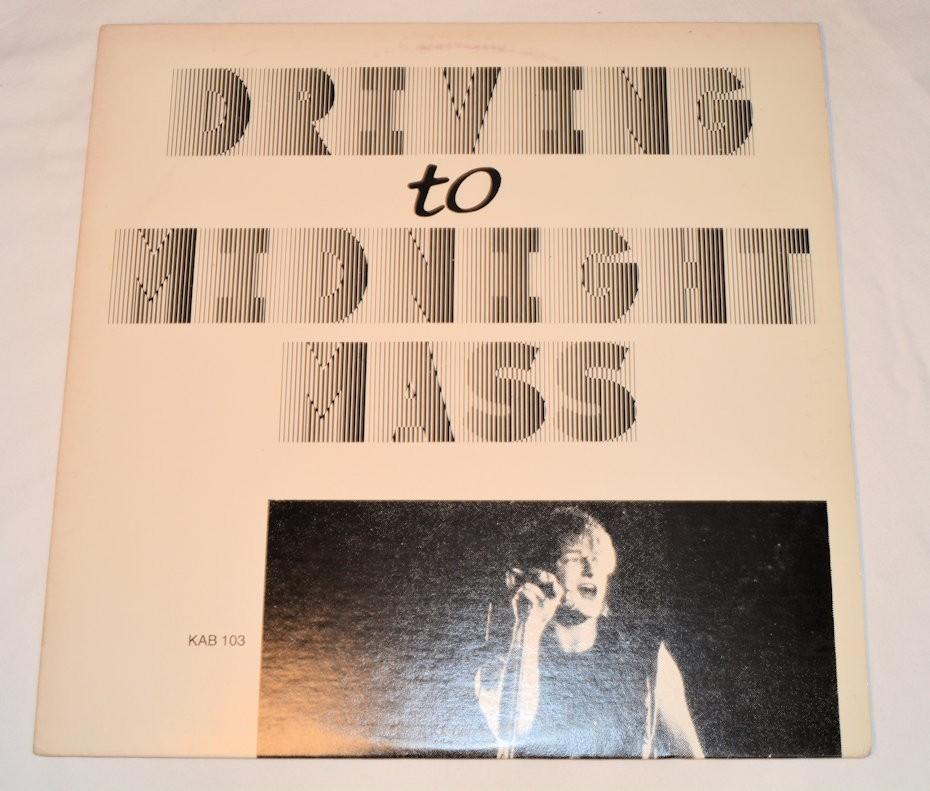 DRIVING
to
MIDNIGHT
MASS
KAB 103